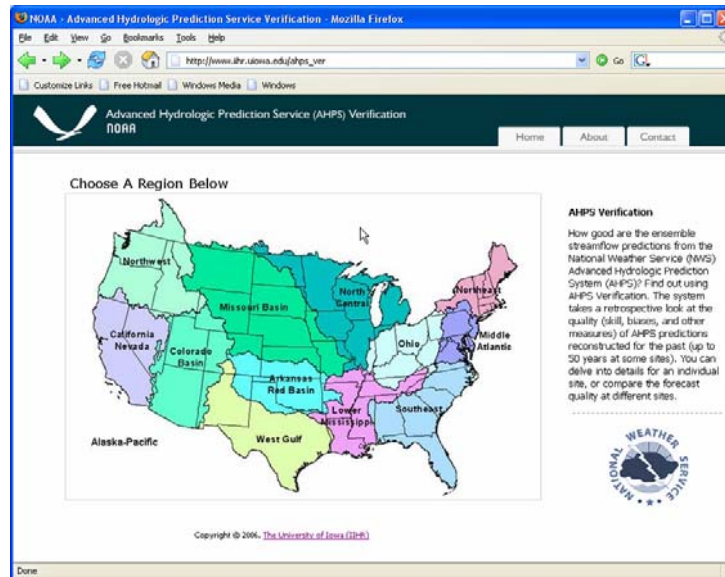 NOAA - Advanced Hydrologic Prediction Service Verification - Mozilla Firefox
File Edit View Go Bookmarks Tools Help
http://www.iihr.uiowa.edu/ahps_ver
Go
G
Customize Links Free Hotmail Windows Media Windows
Advanced Hydrologic Prediction Service (AHPS) Verification
NOAA
Home About Contact
Choose A Region Below
Northwest
Missouri Basin
North
Central
Northeast
California
Nevada
Colorado
Basin
Ohio
Middle
Atlantic
Arkansas
Red Basin
Lower
Mississippi
Southeast
West Gulf
Alaska-Pacific
AHPS Verification
How good are the ensemble
streamflow predictions from the
National Weather Service (NWS)
Advanced Hydrologic Prediction
System (AHPS)? Find out using
AHPS Verification. The system
takes a retrospective look at the
quality (skill, biases, and other
measures) of AHPS predictions
reconstructed for the past (up to
50 years at some sites). You can
delve into details for an individual
site, or compare the forecast
quality at different sites.
NATIONAL WEATHER SERVICE
Copyright @ 2006. The University of Iowa (IIHR)
Done